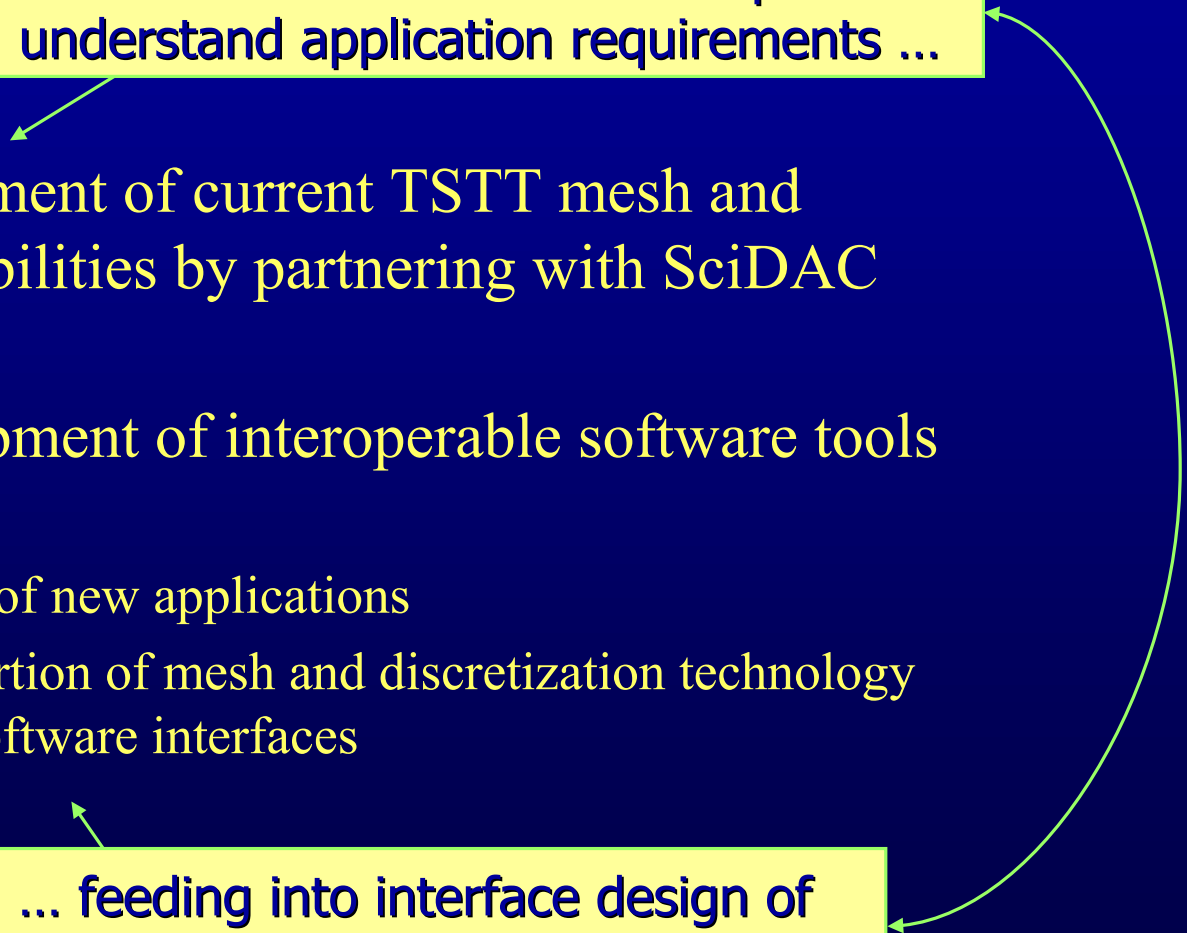 understand application requirements ...
ment of current TSTT mesh and
bilities by partnering with SciDAC
pment of interoperable software tools
of new applications
rtion of mesh and discretization technology
ftware interfaces
... feeding into interface design of